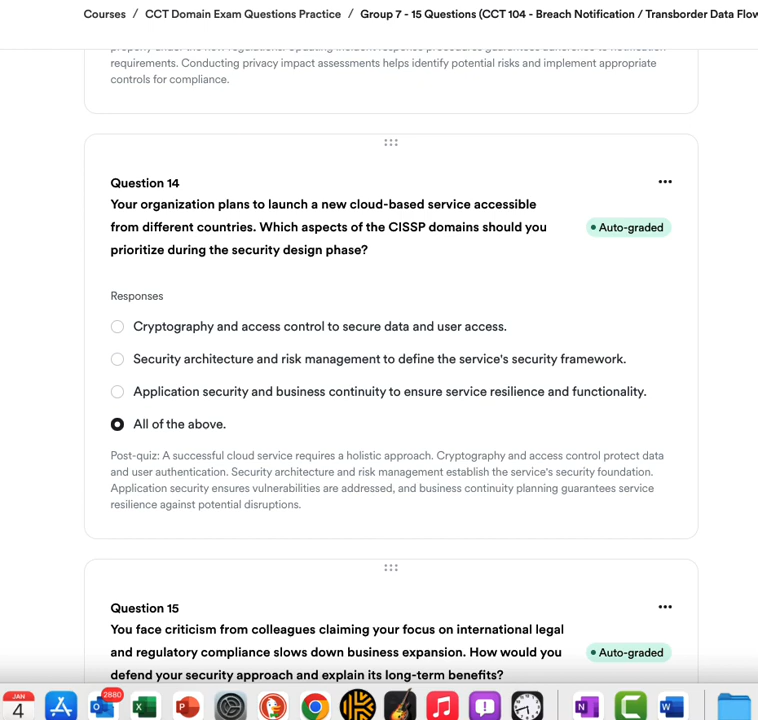 Courses / CCT Domain Exam Questions Practice / Group 7 - 15 Questions (CCT 104 - Breach Notification / Transborder Data Flow
requirements. Conducting privacy impact assessments helps identify potential risks and implement appropriate
controls for compliance.
Question 14
Your organization plans to launch a new cloud-based service accessible
from different countries. Which aspects of the CISSP domains should you
prioritize during the security design phase?
Auto-graded
Responses
Cryptography and access control to secure data and user access.
Security architecture and risk management to define the service's security framework.
Application security and business continuity to ensure service resilience and functionality.
All of the above.
Post-quiz: A successful cloud service requires a holistic approach. Cryptography and access control protect data
and user authentication. Security architecture and risk management establish the service's security foundation.
Application security ensures vulnerabilities are addressed, and business continuity planning guarantees service
resilience against potential disruptions.
Question 15
You face criticism from colleagues claiming your focus on international legal
and regulatory compliance slows down business expansion. How would you
defend your security approach and explain its long-term benefits?
Auto-graded
JAN
4
2880